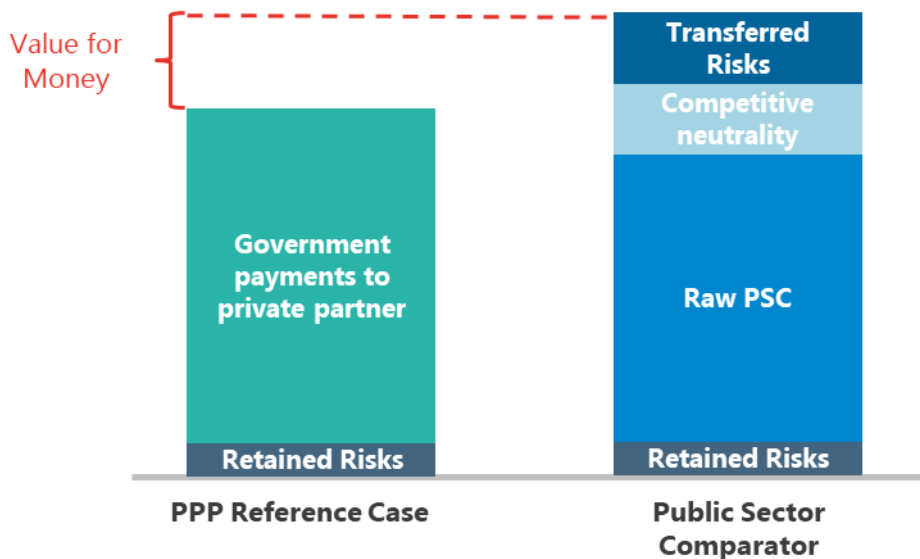 Value for
Money
Transferred
Risks
Competitive
neutrality
Government
payments to
private partner
Raw PSC
Retained Risks
Retained Risks
PPP Reference Case
Public Sector
Comparator